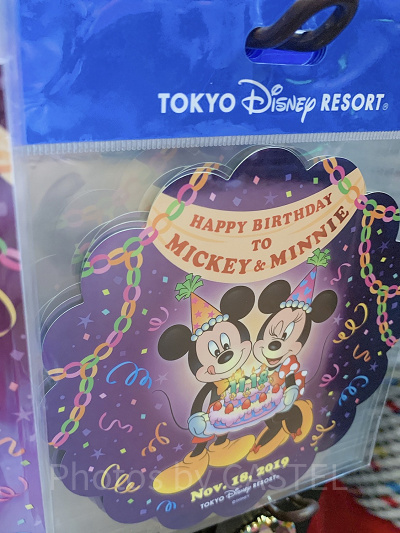 TOKYO Disney RESORT®
HAPPY BIRTHDAY
TO
MICKEY & MINNIE
Nov. 18, 2019
TOKYO Disney RESORT
Photos by CASTEL